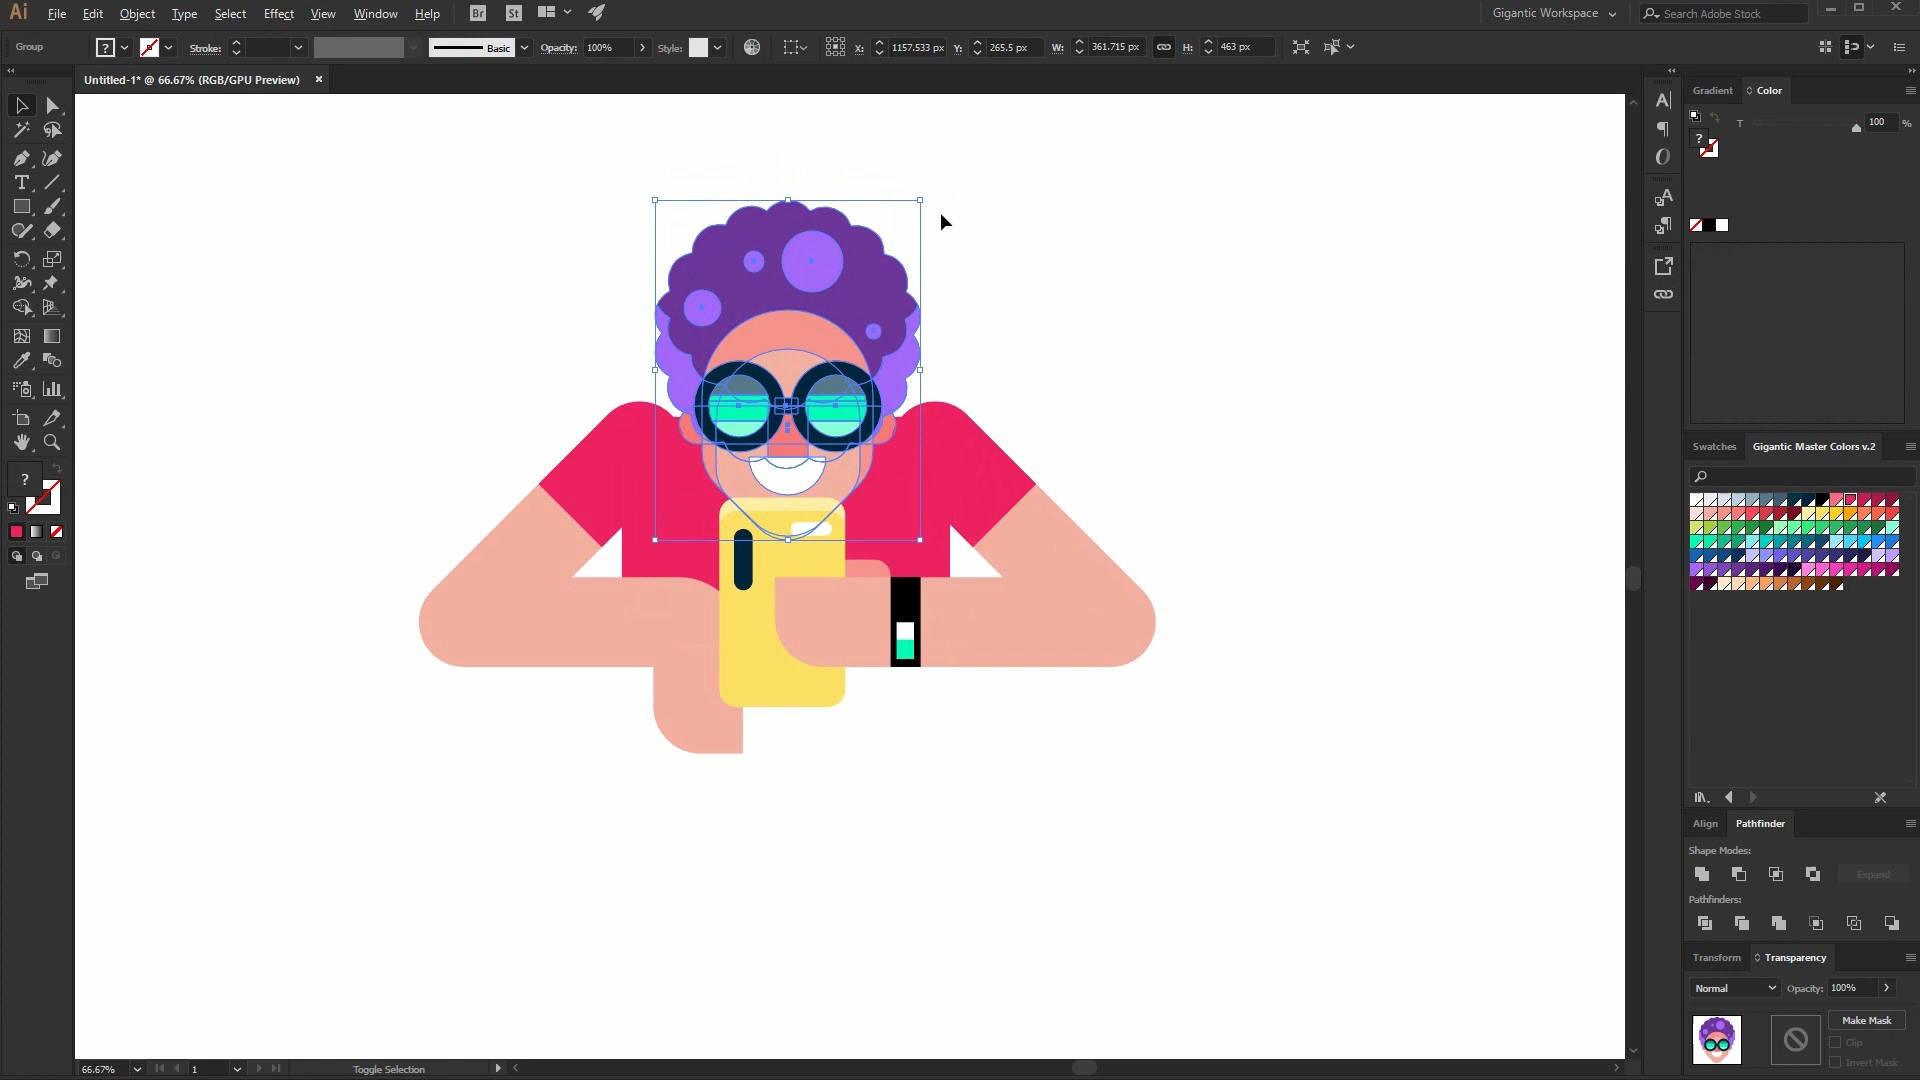 Ai File Edit Object Type Select Effect View Window Help Br St Gigantic Workspace Search Adobe Stock
Group ? Stroke: Basic Opacity: 100% Style: X: 1157.533 px Y: 265.5 px W: 361.715 px H: 463 px
Untitled-1* @ 66.67% (RGB/GPU Preview) ×
Gradient Color
T 100 %
?
Swatches Gigantic Master Colors v.2
?
Align Pathfinder
Shape Modes:
Expand
Pathfinders:
Transform Transparency
Normal Opacity: 100%
Make Mask
Clip
Invert Mask
66.67% 1 Toggle Selection